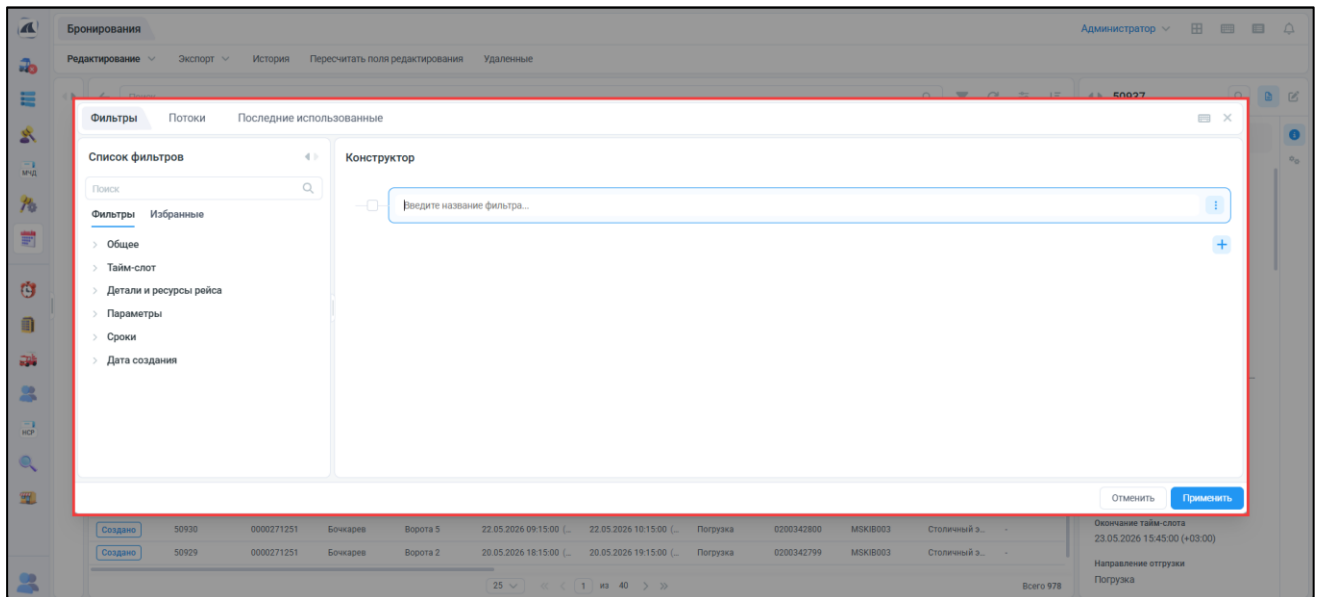 Бронирования
Администратор
Редактирование Экспорт История Пересчитать поля редактирования Удаленные
Поиск
50937
Фильтры Потоки Последние использованные
Список фильтров
Конструктор
Поиск
Введите название фильтра...
Фильтры Избранные
Общее
Тайм-слот
Детали и ресурсы рейса
Параметры
Сроки
Дата создания
МЧД
НСР
Отменить Применить
Создано 50930 0000271251 Бочкарев Ворота 5 22.05.2026 09:15:00 (... 22.05.2026 10:15:00 (... Погрузка 0200342800 MSKIB003 Столичный э... -
Создано 50929 0000271251 Бочкарев Ворота 2 20.05.2026 18:15:00 (... 20.05.2026 19:15:00 (... Погрузка 0200342799 MSKIB003 Столичный э... -
Окончание тайм-слота
23.05.2026 15:45:00 (+03:00)
Направление отгрузки
Погрузка
25 1 из 40
Всего 978